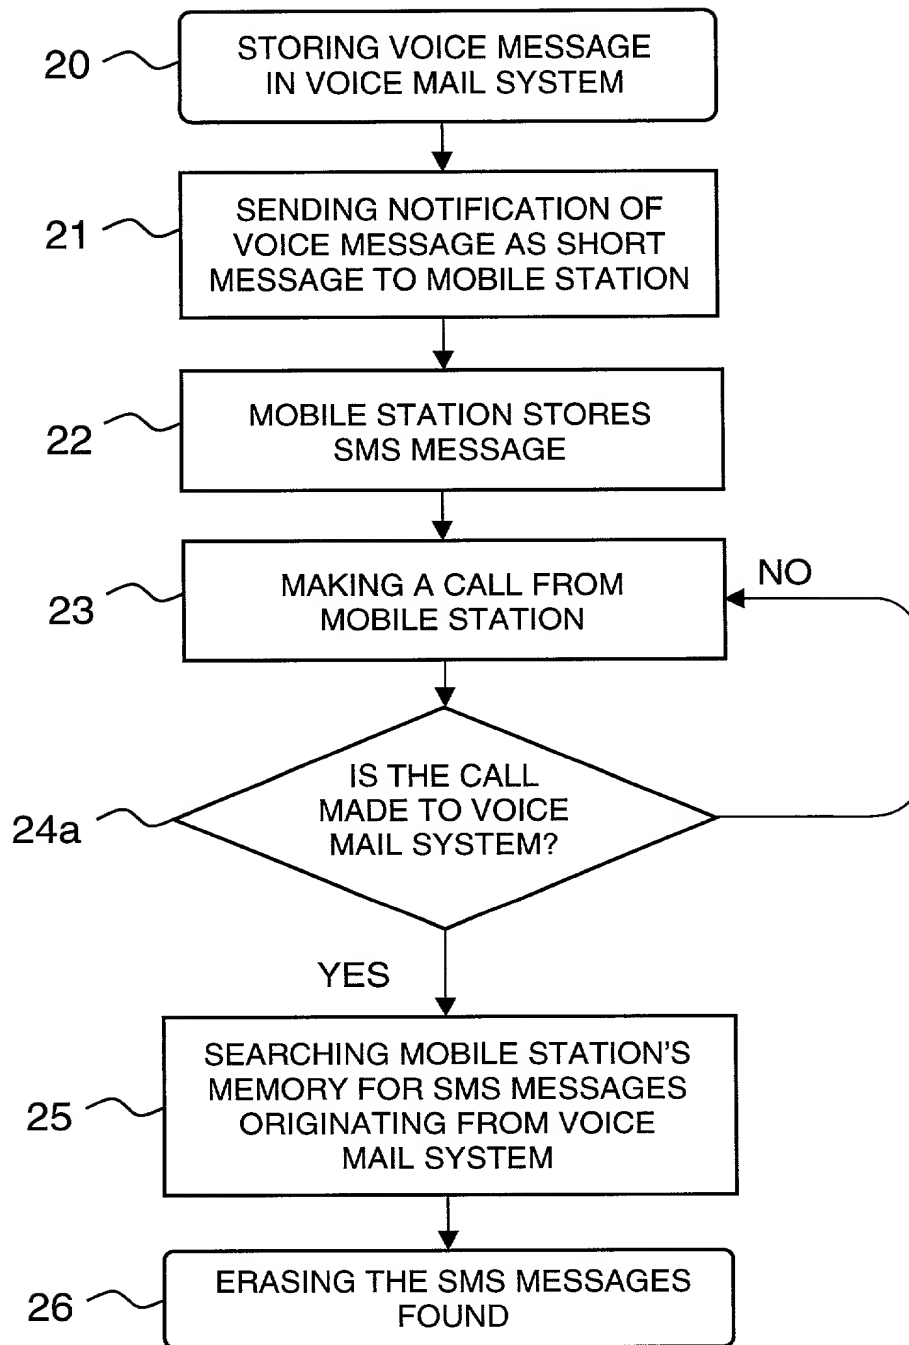 20
STORING VOICE MESSAGE
IN VOICE MAIL SYSTEM
21
SENDING NOTIFICATION OF
VOICE MESSAGE AS SHORT
MESSAGE TO MOBILE STATION
22
MOBILE STATION STORES
SMS MESSAGE
23
MAKING A CALL FROM
MOBILE STATION
NO
24a
IS THE CALL
MADE TO VOICE
MAIL SYSTEM?
YES
25
SEARCHING MOBILE STATION'S
MEMORY FOR SMS MESSAGES
ORIGINATING FROM VOICE
MAIL SYSTEM
26
ERASING THE SMS MESSAGES
FOUND